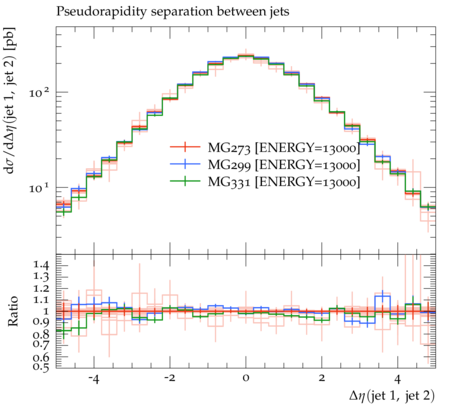 Pseudorapidity separation between jets
dσ/dΔη(jet 1, jet 2) [pb]
10²
10¹
MG273 [ENERGY=13000]
MG299 [ENERGY=13000]
MG331 [ENERGY=13000]
Ratio
1.4
1.3
1.2
1.1
1
0.9
0.8
0.7
0.6
0.5
-4 -2 0 2 4
Δη(jet 1, jet 2)